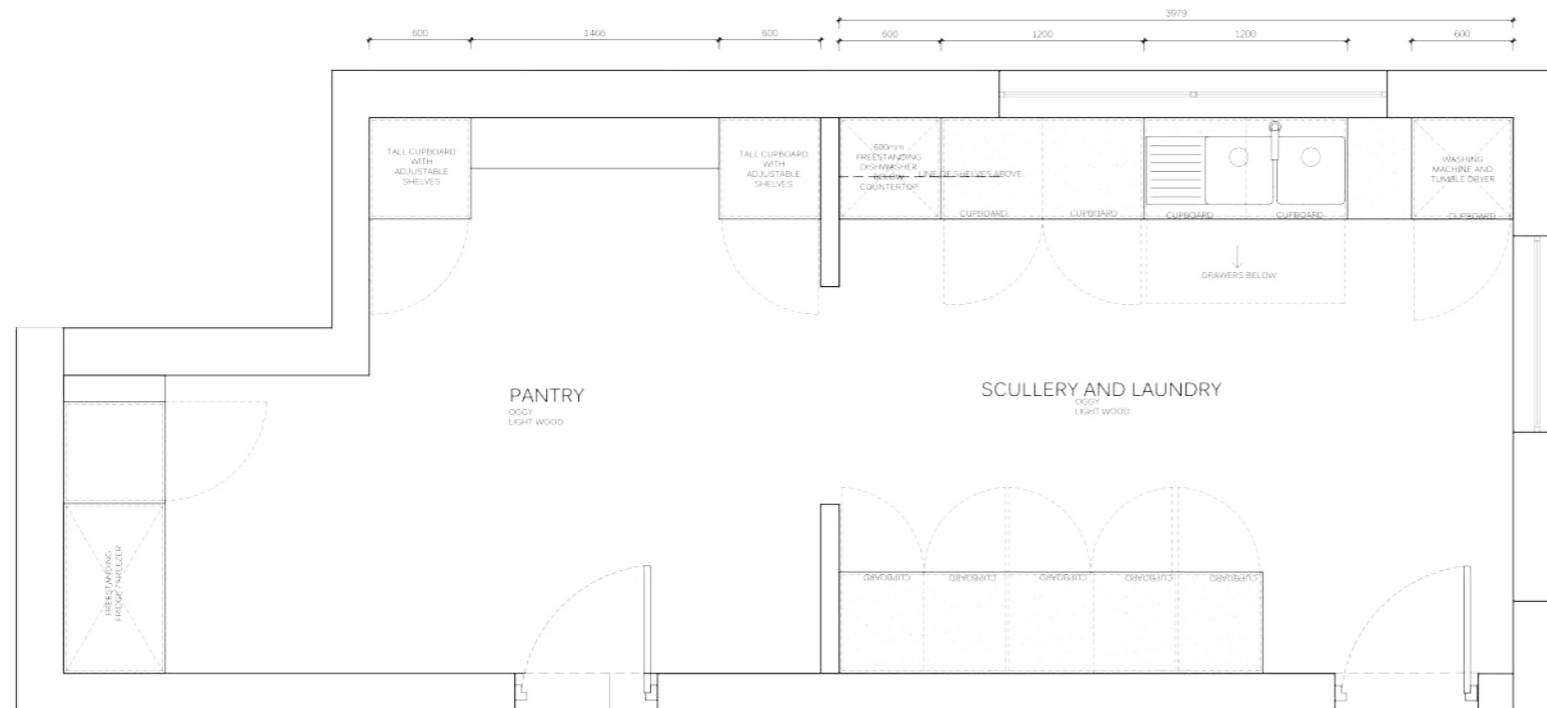 3979
600
1466
600
600
1200
1200
600
TALL CUPBOARD
WITH
ADJUSTABLE
SHELVES
TALL CUPBOARD
WITH
ADJUSTABLE
SHELVES
600mm
FREESTANDING
DISHWASHER
BELOW
COUNTERTOP
LINE OF SHELVES ABOVE
WASHING
MACHINE AND
TUMBLE DRYER
CUPBOARD
CUPBOARD
CUPBOARD
CUPBOARD
CUPBOARD
DRAWERS BELOW
PANTRY
OGGY
LIGHT WOOD
SCULLERY AND LAUNDRY
OGGY
LIGHT WOOD
FREESTANDING
FRIDGE / FREEZER
CUPBOARD
CUPBOARD
CUPBOARD
CUPBOARD
CUPBOARD